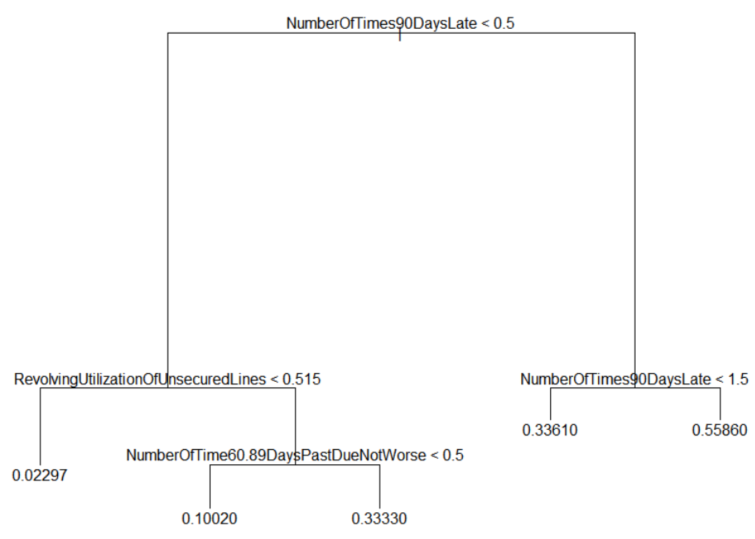 NumberOfTimes90DaysLate < 0.5
RevolvingUtilizationOfUnsecuredLines < 0.515
NumberOfTimes90DaysLate < 1.5
0.33610
0.55860
NumberOfTime60.89DaysPastDueNotWorse < 0.5
0.02297
0.10020
0.33330